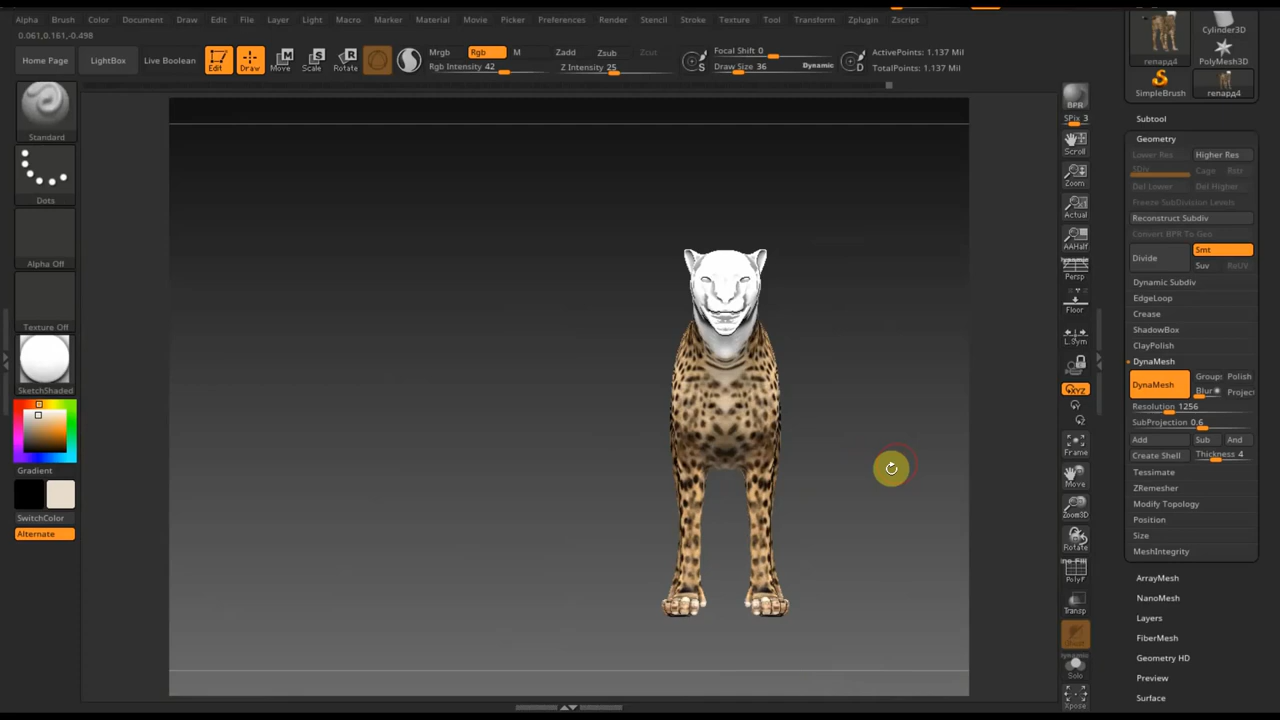 Alpha Brush Color Document Draw Edit File Layer Light Macro Marker Material Movie Picker Preferences Render Stencil Stroke Texture Tool Transform Zplugin Zscript
0.061,0.161,-0.498
Home Page
LightBox
Live Boolean
Edit
Draw
Move
Scale
Rotate
Mrgb
Rgb
M
Rgb Intensity 42
Zadd
Zsub
Zcut
Z Intensity 25
S
Focal Shift 0
Draw Size 36
Dynamic
D
ActivePoints: 1.137 Mil
TotalPoints: 1.137 Mil
Standard
Dots
Alpha Off
Texture Off
SketchShaded
Gradient
SwitchColor
Alternate
BPR
SPix 3
Scroll
Zoom
Actual
AAHalf
Dynamic
Persp
Floor
L.Sym
XYZ
Frame
Move
Zoom3D
Rotate
PolyF
Transp
Dynamic
Solo
Xpose
Cylinder3D
гепард4
PolyMesh3D
SimpleBrush
гепард4
Subtool
Geometry
Lower Res
Higher Res
SDiv
Cage
Rstr
Del Lower
Del Higher
Freeze SubDivision Levels
Reconstruct Subdiv
Convert BPR To Geo
Divide
Smt
Suv
RelUV
Dynamic Subdiv
EdgeLoop
Crease
ShadowBox
ClayPolish
DynaMesh
DynaMesh
Groups
Polish
Blur
Project
Resolution 1256
SubProjection 0.6
Add
Sub
And
Create Shell
Thickness 4
Tessimate
ZRemesher
Modify Topology
Position
Size
MeshIntegrity
ArrayMesh
NanoMesh
Layers
FiberMesh
Geometry HD
Preview
Surface